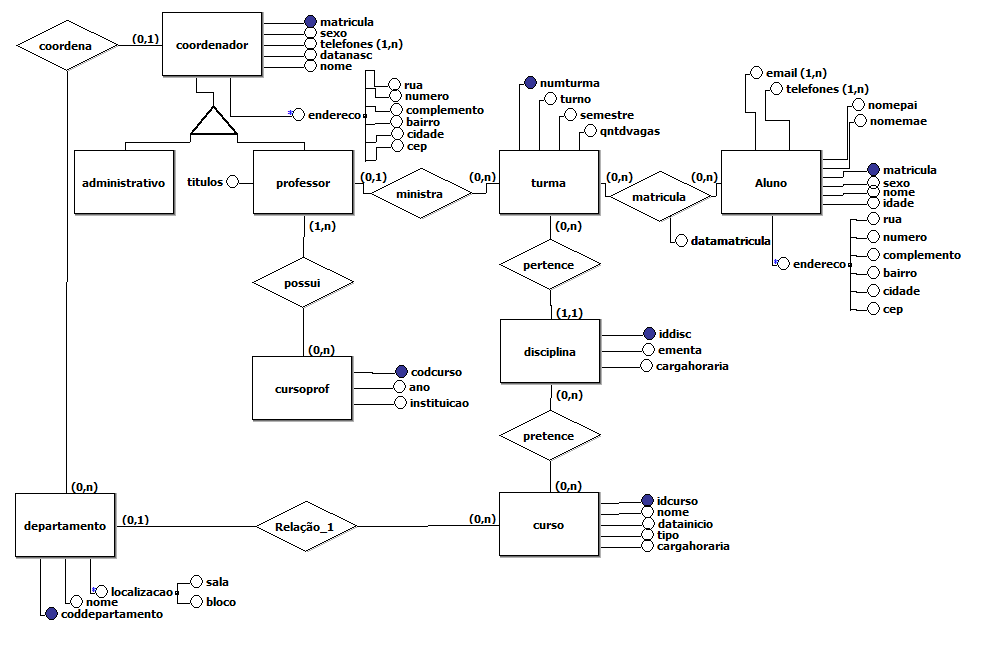 coordena
(0,1)
coordenador
matricula
sexo
telefones (1,n)
datanasc
nome
* endereco
rua
numero
complemento
bairro
cidade
cep
administrativo
titulos
professor
(0,1)
ministra
(0,n)
numturma
turno
semestre
qntdvagas
turma
(0,n)
matricula
(0,n)
datamatricula
email (1,n)
telefones (1,n)
nomepai
nomemae
Aluno
matricula
sexo
nome
idade
* endereco
rua
numero
complemento
bairro
cidade
cep
(1,n)
possui
(0,n)
cursoprof
codcurso
ano
instituicao
(0,n)
pertence
(1,1)
disciplina
iddisc
ementa
cargahoraria
(0,n)
pretence
(0,n)
curso
idcurso
nome
datainicio
tipo
cargahoraria
(0,n)
departamento
(0,1)
Relação_1
(0,n)
* localizacao
sala
bloco
nome
coddepartamento